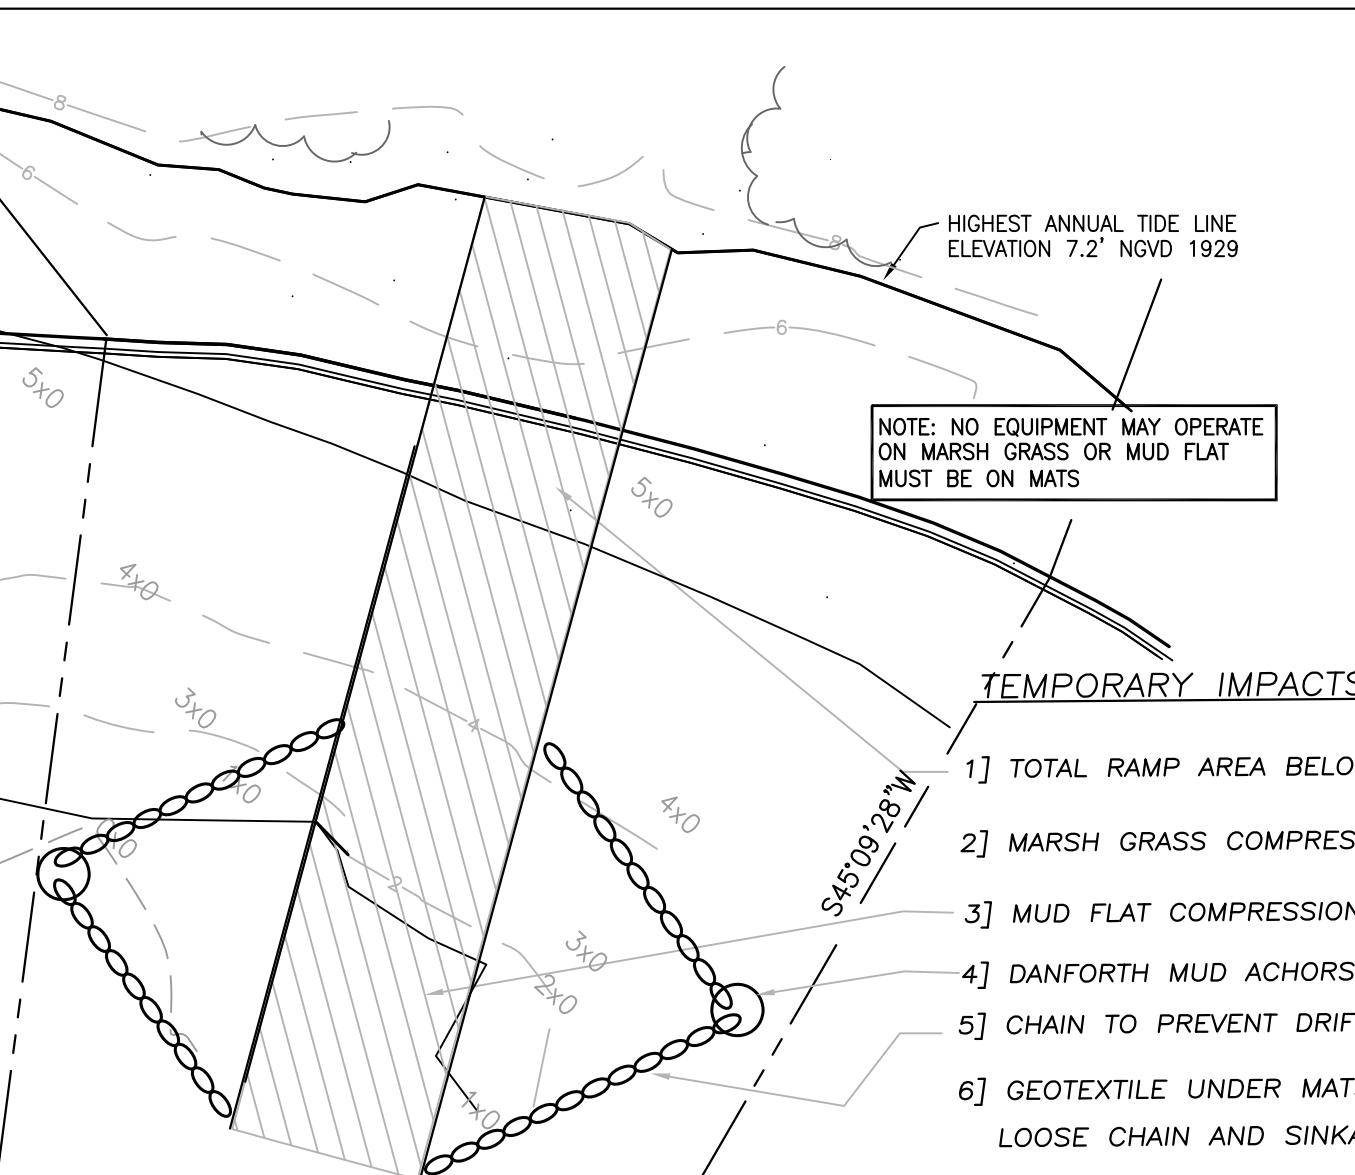 8
6
8
HIGHEST ANNUAL TIDE LINE
ELEVATION 7.2' NGVD 1929
6
5x0
NOTE: NO EQUIPMENT MAY OPERATE
ON MARSH GRASS OR MUD FLAT
MUST BE ON MATS
5x0
4x0
3x0
4
1x0
0x0
4x0
2
3x0
2x0
1x0
S45°09'28"W
TEMPORARY IMPACTS
1] TOTAL RAMP AREA BELO
2] MARSH GRASS COMPRES
3] MUD FLAT COMPRESSION
4] DANFORTH MUD ACHORS
5] CHAIN TO PREVENT DRIF
6] GEOTEXTILE UNDER MAT
LOOSE CHAIN AND SINKA